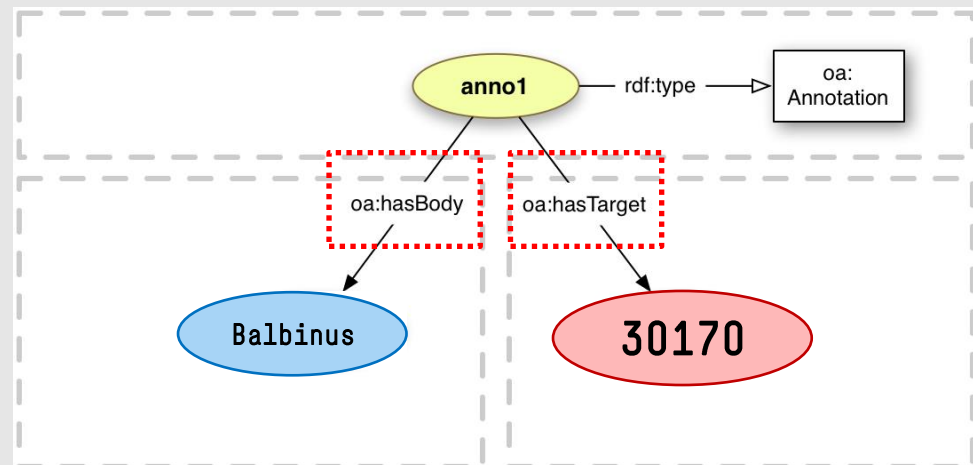 anno1
rdf:type
oa:
Annotation
oa:hasBody
oa:hasTarget
Balbinus
30170